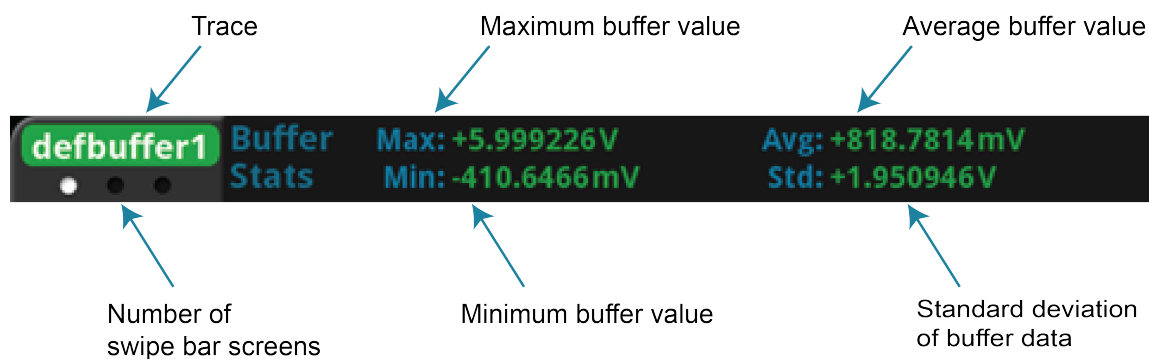 Trace
Maximum buffer value
Average buffer value
defbuffer1
Buffer
Stats
Max: +5.999226 V
Min: -410.6466 mV
Avg: +818.7814 mV
Std: +1.950946 V
Number of
swipe bar screens
Minimum buffer value
Standard deviation
of buffer data